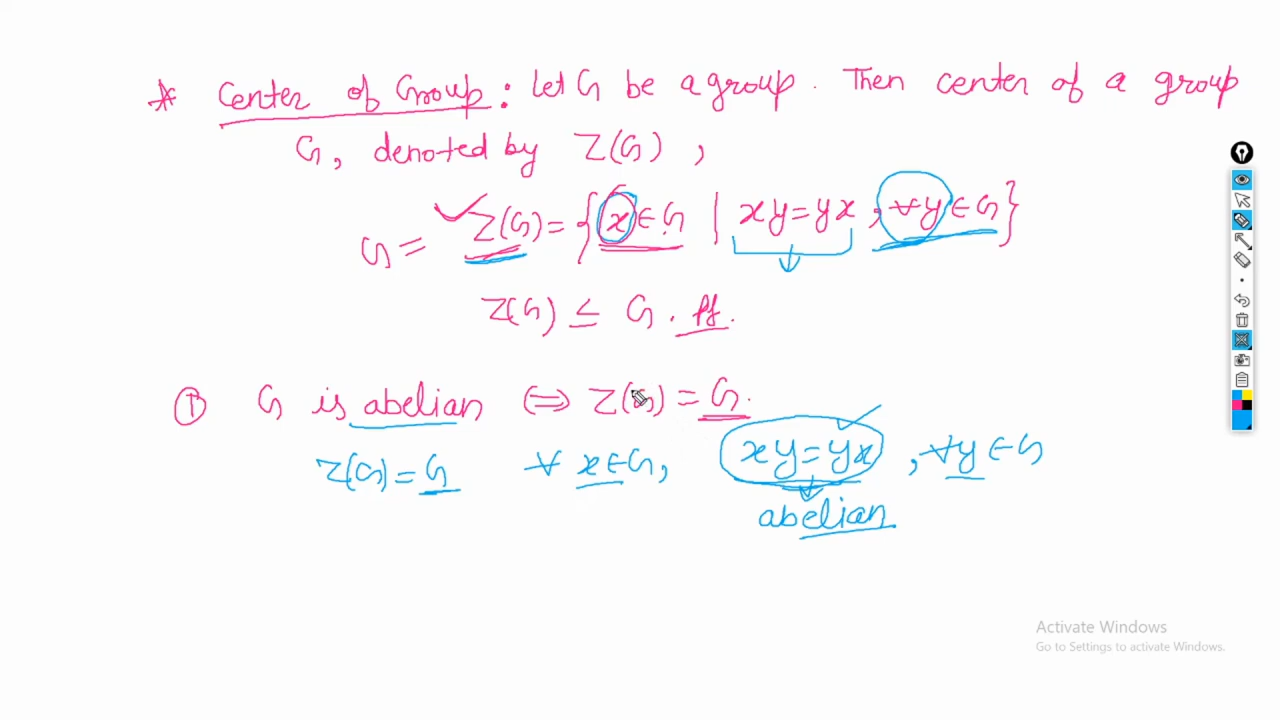 * Center of Group : let G be a group. Then center of a group
G, denoted by Z(G),
G = Z(G) = {x ∈ G | xy = yx, ∀ y ∈ G}
Z(G) ≤ G. pf.
① G is abelian ⟺ Z(G) = G.
Z(G) = G ∀ x ∈ G, xy = yx, ∀ y ∈ G
abelian.
Activate Windows
Go to Settings to activate Windows.